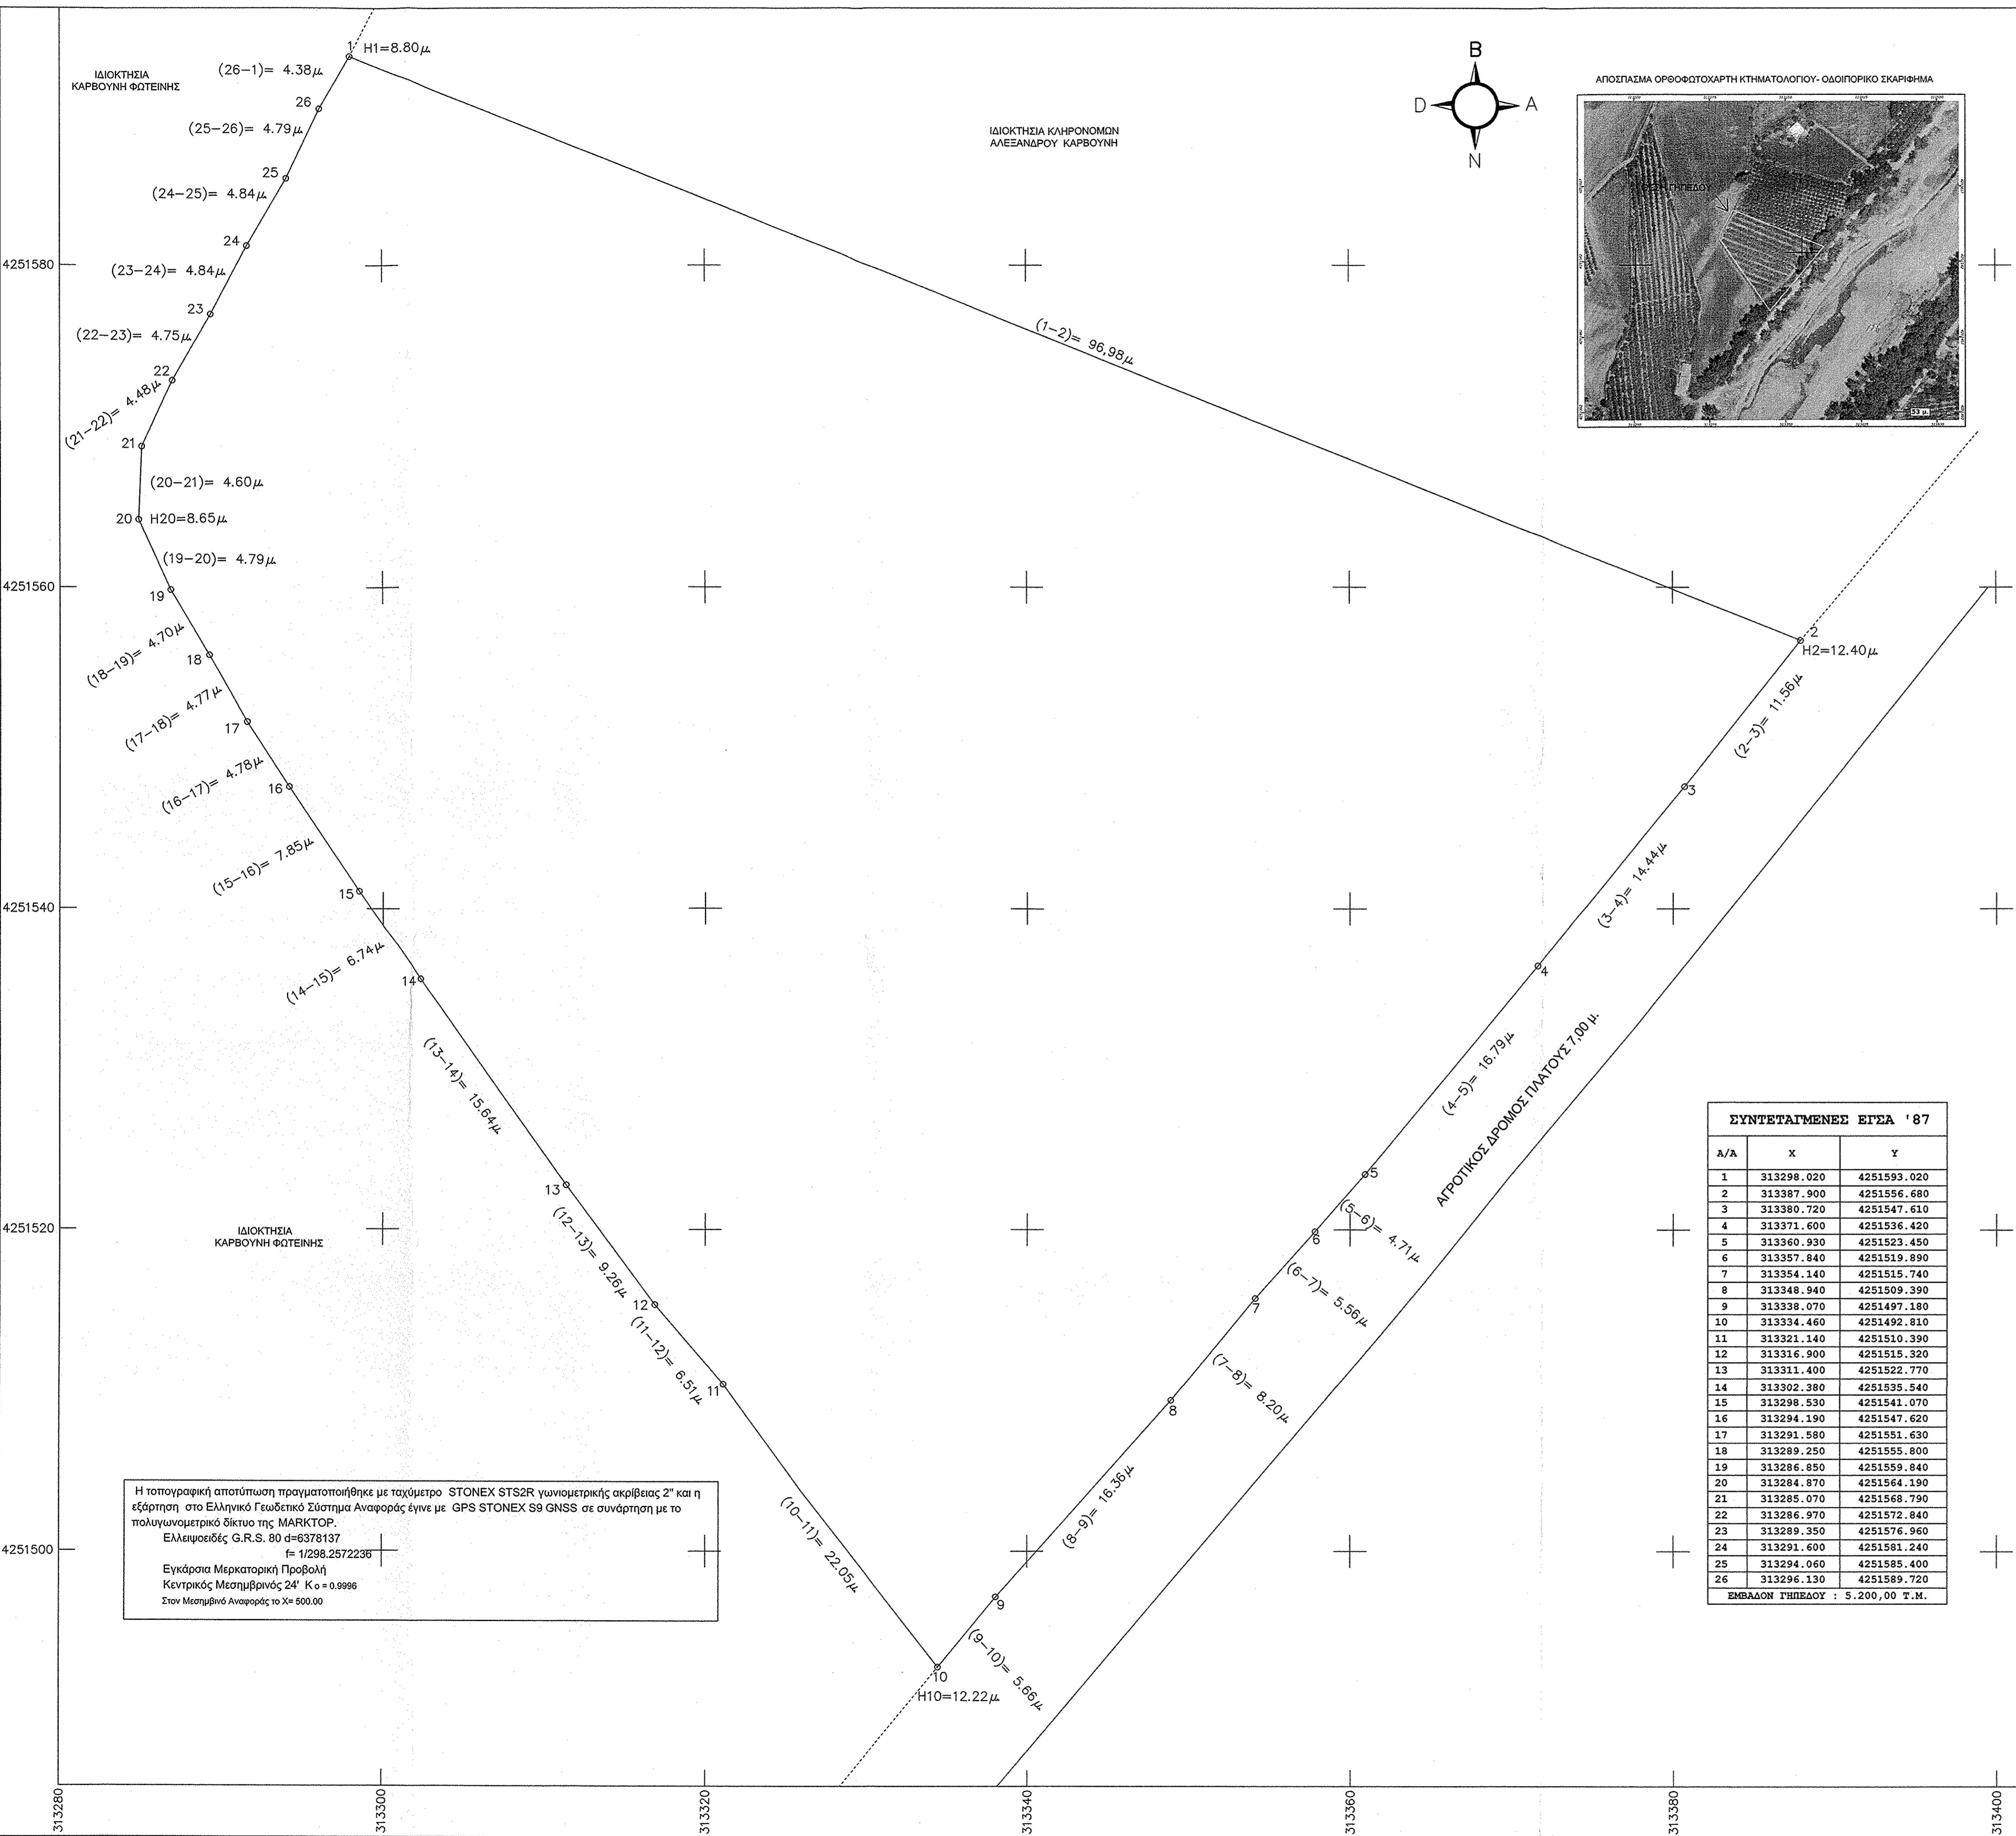 1 H1=8.80μ
ΙΔΙΟΚΤΗΣΙΑ
ΚΑΡΒΟΥΝΗ ΦΩΤΕΙΝΗΣ
(26-1)= 4.38μ
26
(25-26)= 4.79μ
25
(24-25)= 4.84μ
24
(23-24)= 4.84μ
23
(22-23)= 4.75μ
22
(21-22)= 4.48μ
21
(20-21)= 4.60μ
20 H20=8.65μ
(19-20)= 4.79μ
19
(18-19)= 4.70μ
18
(17-18)= 4.77μ
17
(16-17)= 4.78μ
16
(15-16)= 7.85μ
15
(14-15)= 6.74μ
14
(13-14)= 15.64μ
13
(12-13)= 9.26μ
12
(11-12)= 6.51μ
11
(10-11)= 22.05μ
10
H10=12.22μ
(9-10)= 5.66μ
9
(8-9)= 16.36μ
8
(7-8)= 8.20μ
7
(6-7)= 5.56μ
6
(5-6)= 4.71μ
5
(4-5)= 16.79μ
4
(3-4)= 14.44μ
3
(2-3)= 11.56μ
2
H2=12.40μ
(1-2)= 96,98μ
ΙΔΙΟΚΤΗΣΙΑ ΚΛΗΡΟΝΟΜΩΝ
ΑΛΕΞΑΝΔΡΟΥ ΚΑΡΒΟΥΝΗ
B
D A
N
ΑΠΟΣΠΑΣΜΑ ΟΡΘΟΦΩΤΟΧΑΡΤΗ ΚΤΗΜΑΤΟΛΟΓΙΟΥ- ΟΔΟΙΠΟΡΙΚΟ ΣΚΑΡΙΦΗΜΑ
ΘΕΣΗ ΓΗΠΕΔΟΥ
53 μ.
ΑΓΡΟΤΙΚΟΣ ΔΡΟΜΟΣ ΠΛΑΤΟΥΣ 7,00 μ.
ΙΔΙΟΚΤΗΣΙΑ
ΚΑΡΒΟΥΝΗ ΦΩΤΕΙΝΗΣ
4251580
4251560
4251540
4251520
4251500
313280
313300
313320
313340
313360
313380
313400
Η τοπογραφική αποτύπωση πραγματοποιήθηκε με ταχύμετρο STONEX STS2R γωνιομετρικής ακρίβειας 2" και η
εξάρτηση στο Ελληνικό Γεωδετικό Σύστημα Αναφοράς έγινε με GPS STONEX S9 GNSS σε συνάρτηση με το
πολυγωνομετρικό δίκτυο της MARKTOP.
Ελλειψοειδές G.R.S. 80 d=6378137
f= 1/298.2572236
Εγκάρσια Μερκατορική Προβολή
Κεντρικός Μεσημβρινός 24' Κο = 0.9996
Στον Μεσημβινό Αναφοράς το Χ= 500.00
ΣΥΝΤΕΤΑΓΜΕΝΕΣ ΕΓΣΑ '87
Α/Α X Y
1 313298.020 4251593.020
2 313387.900 4251556.680
3 313380.720 4251547.610
4 313371.600 4251536.420
5 313360.930 4251523.450
6 313357.840 4251519.890
7 313354.140 4251515.740
8 313348.940 4251509.390
9 313338.070 4251497.180
10 313334.460 4251492.810
11 313321.140 4251510.390
12 313316.900 4251515.320
13 313311.400 4251522.770
14 313302.380 4251535.540
15 313298.530 4251541.070
16 313294.190 4251547.620
17 313291.580 4251551.630
18 313289.250 4251555.800
19 313286.850 4251559.840
20 313284.870 4251564.190
21 313285.070 4251568.790
22 313286.970 4251572.840
23 313289.350 4251576.960
24 313291.600 4251581.240
25 313294.060 4251585.400
26 313296.130 4251589.720
ΕΜΒΑΔΟΝ ΓΗΠΕΔΟΥ : 5.200,00 Τ.Μ.